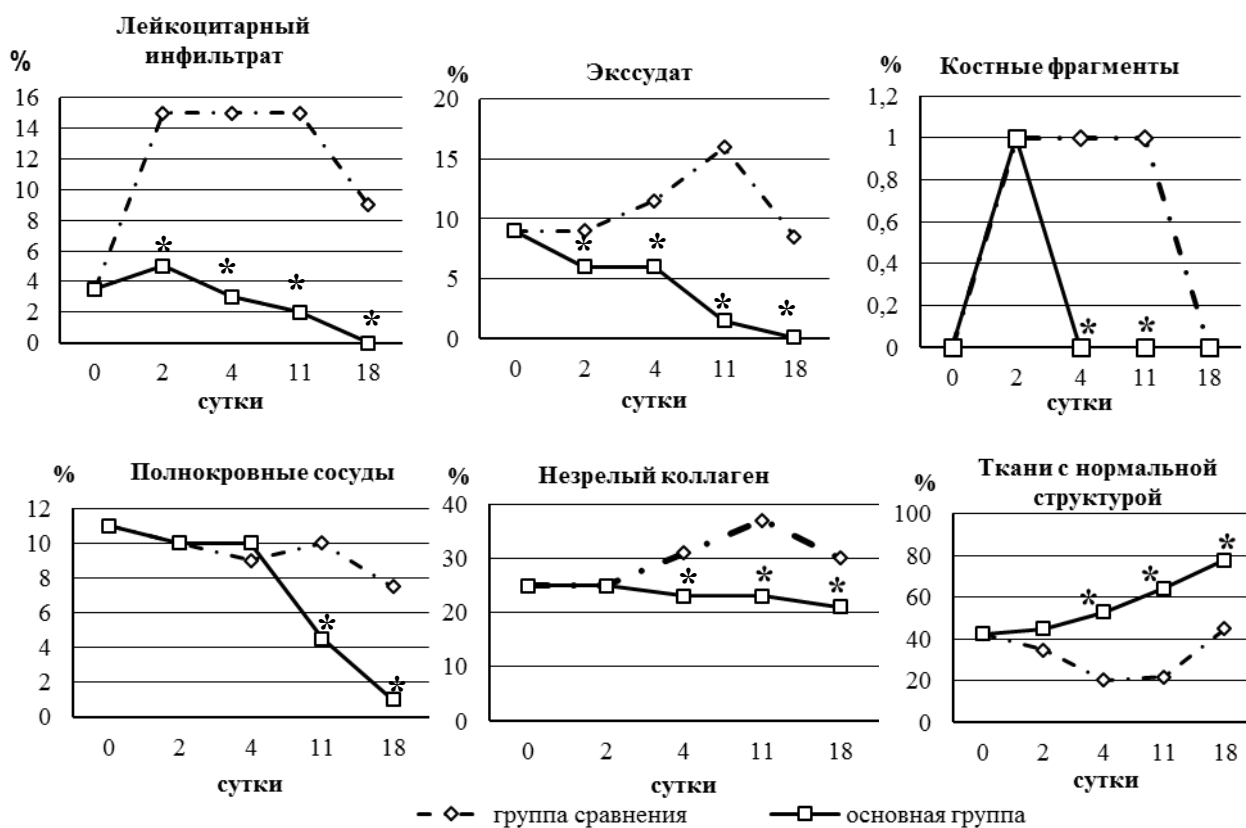 Лейкоцитарный
инфильтрат
%
16
14
12
10
8
6
4
2
0
* * * *
0 2 4 11 18
сутки
Экссудат
%
20
15
10
5
0
* * * *
0 2 4 11 18
сутки
Костные фрагменты
%
1,2
1
0,8
0,6
0,4
0,2
0
* *
0 2 4 11 18
сутки
Полнокровные сосуды
%
12
10
8
6
4
2
0
* *
0 2 4 11 18
сутки
Незрелый коллаген
%
40
30
20
10
0
* * *
0 2 4 11 18
сутки
Ткани с нормальной
структурой
%
100
80
60
40
20
0
* * *
0 2 4 11 18
сутки
группа сравнения основная группа